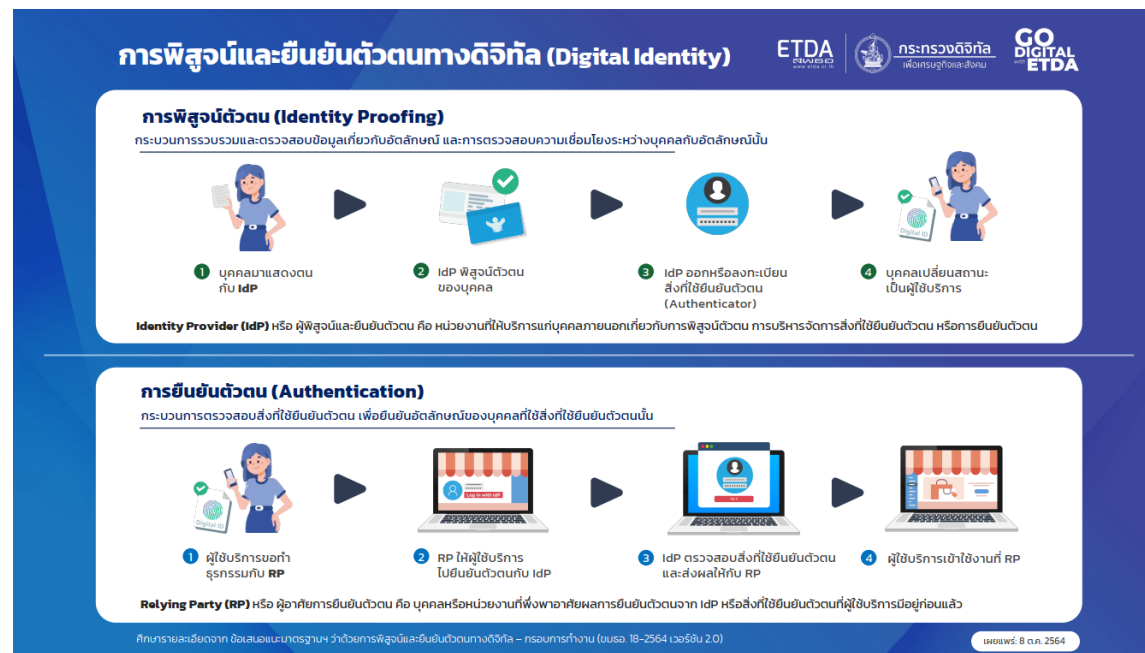 การพิสูจน์และยืนยันตัวตนทางดิจิทัล (Digital Identity)
ETDA
สพธอ
www.etda.or.th
กระทรวงดิจิทัล
เพื่อเศรษฐกิจและสังคม
GO
DIGITAL
with ETDA
การพิสูจน์ตัวตน (Identity Proofing)
กระบวนการรวบรวมและตรวจสอบข้อมูลเกี่ยวกับอัตลักษณ์ และการตรวจสอบความเชื่อมโยงระหว่างบุคคลกับอัตลักษณ์นั้น
Digital ID
1 บุคคลมาแสดงตน
กับ IdP
2 IdP พิสูจน์ตัวตน
ของบุคคล
3 IdP ออกหรือลงทะเบียน
สิ่งที่ใช้ยืนยันตัวตน
(Authenticator)
4 บุคคลเปลี่ยนสถานะ
เป็นผู้ใช้บริการ
Identity Provider (IdP) หรือ ผู้พิสูจน์และยืนยันตัวตน คือ หน่วยงานที่ให้บริการแก่บุคคลภายนอกเกี่ยวกับการพิสูจน์ตัวตน การบริหารจัดการสิ่งที่ใช้ยืนยันตัวตน หรือการยืนยันตัวตน
การยืนยันตัวตน (Authentication)
กระบวนการตรวจสอบสิ่งที่ใช้ยืนยันตัวตน เพื่อยืนยันอัตลักษณ์ของบุคคลที่ใช้สิ่งที่ใช้ยืนยันตัวตนนั้น
Digital ID
Log in with IdP
1 ผู้ใช้บริการขอทำ
ธุรกรรมกับ RP
2 RP ให้ผู้ใช้บริการ
ไปยืนยันตัวตนกับ IdP
3 IdP ตรวจสอบสิ่งที่ใช้ยืนยันตัวตน
และส่งผลให้กับ RP
4 ผู้ใช้บริการเข้าใช้งานที่ RP
Relying Party (RP) หรือ ผู้อาศัยการยืนยันตัวตน คือ บุคคลหรือหน่วยงานที่พึ่งพาอาศัยผลการยืนยันตัวตนจาก IdP หรือสิ่งที่ใช้ยืนยันตัวตนที่ผู้ใช้บริการมีอยู่ก่อนแล้ว
ศึกษารายละเอียดจาก ข้อเสนอแนะมาตรฐานฯ ว่าด้วยการพิสูจน์และยืนยันตัวตนทางดิจิทัล – กรอบการทำงาน (ขมธอ. 18-2564 เวอร์ชัน 2.0)
เผยแพร่: 8 ต.ค. 2564